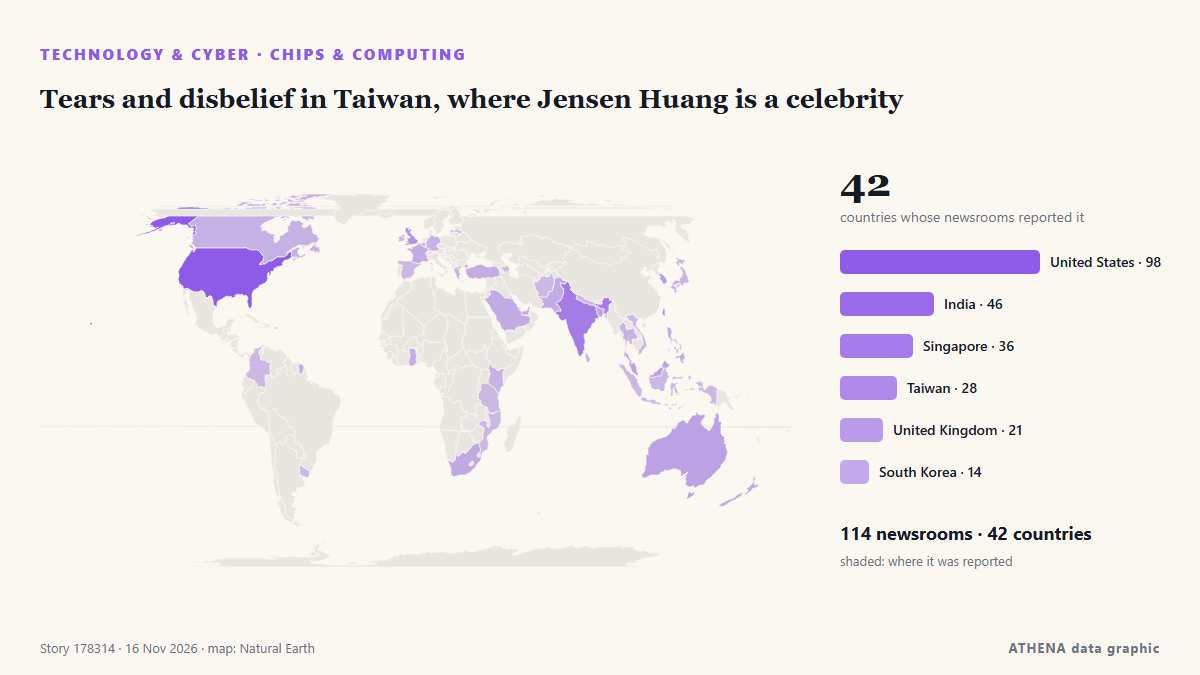 TECHNOLOGY & CYBER · CHIPS & COMPUTING
Tears and disbelief in Taiwan, where Jensen Huang is a celebrity
42
countries whose newsrooms reported it
United States · 98
India · 46
Singapore · 36
Taiwan · 28
United Kingdom · 21
South Korea · 14
114 newsrooms · 42 countries
shaded: where it was reported
Story 178314 · 16 Nov 2026 · map: Natural Earth
ATHENA data graphic